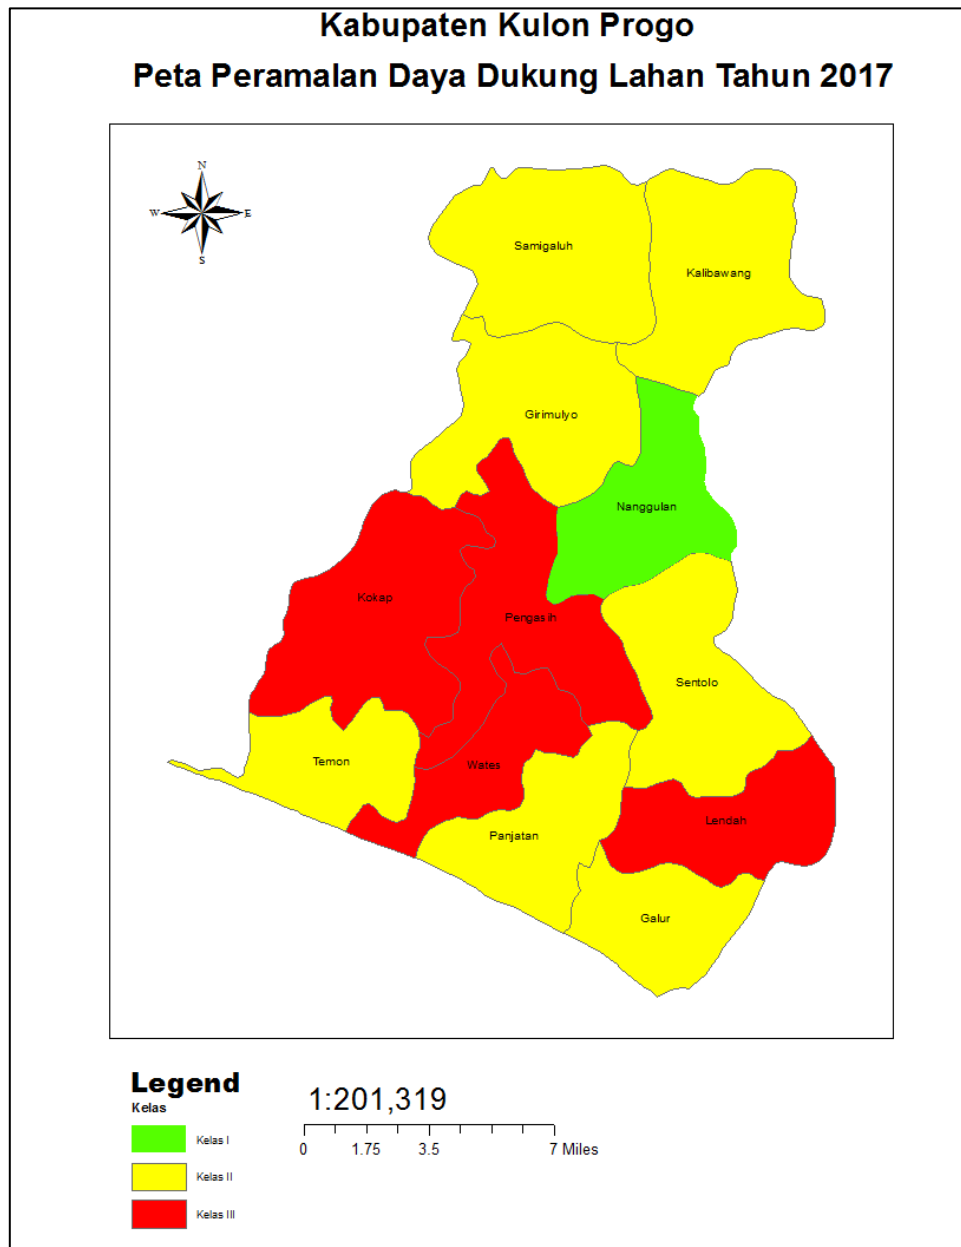 Kabupaten Kulon Progo
Peta Peramalan Daya Dukung Lahan Tahun 2017
N
W E
S
Samigaluh
Kalibawang
Girimulyo
Nanggulan
Kokap
Pengasih
Sentolo
Temon
Wates
Panjatan
Lendah
Galur
Legend
Kelas
Kelas I
Kelas II
Kelas III
1:201,319
0 1.75 3.5 7 Miles